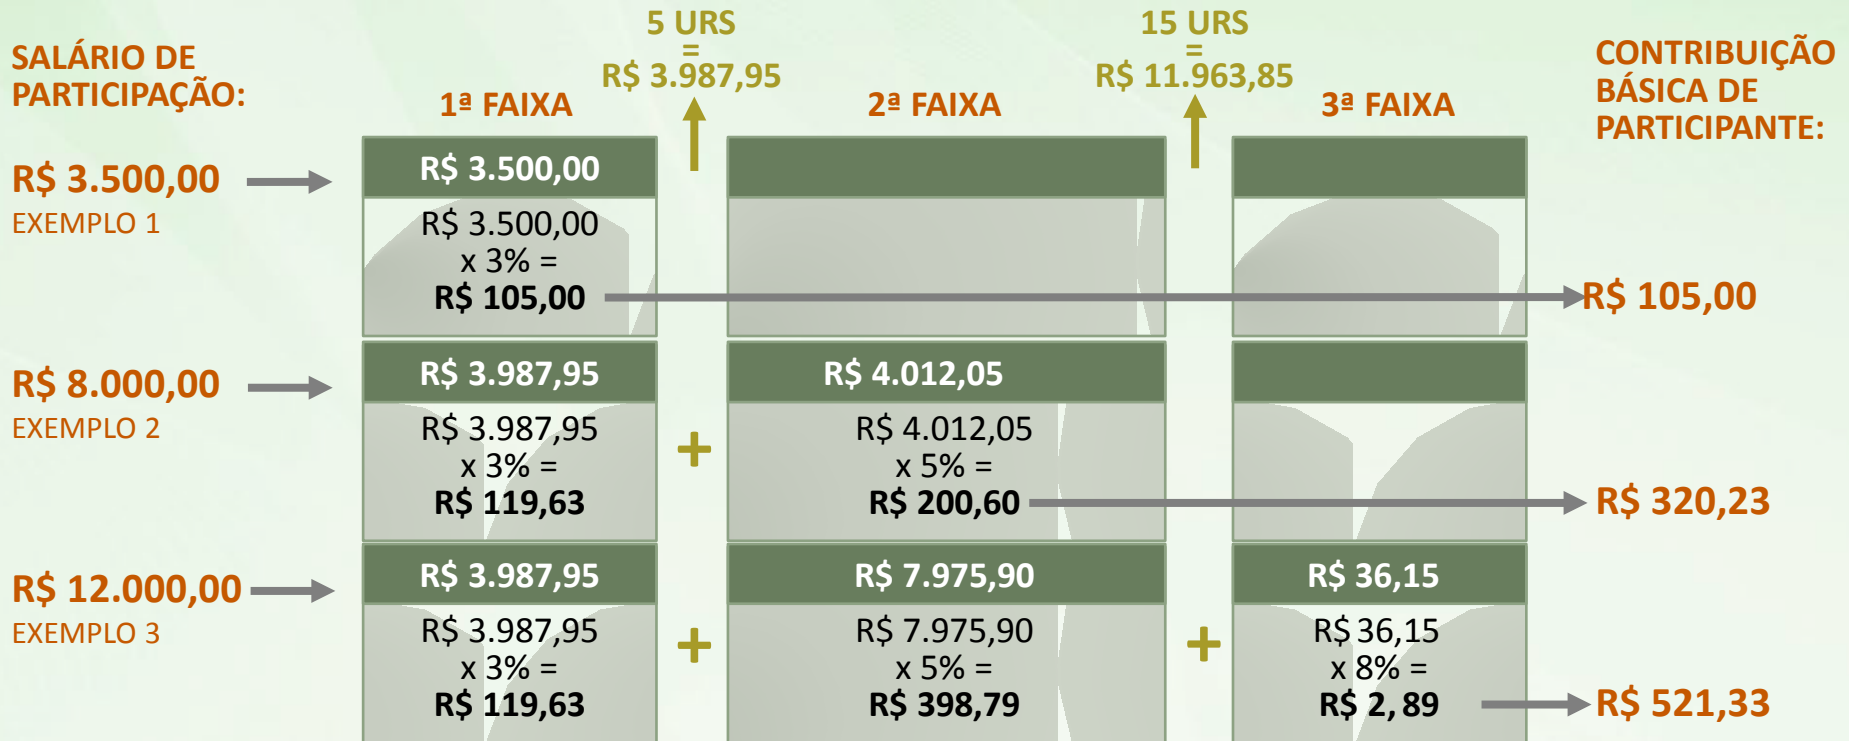 SALÁRIO DE
PARTICIPAÇÃO:
1ª FAIXA
5 URS
=
R$ 3.987,95
2ª FAIXA
15 URS
=
R$ 11.963,85
3ª FAIXA
CONTRIBUIÇÃO
BÁSICA DE
PARTICIPANTE:
R$ 3.500,00
EXEMPLO 1
R$ 3.500,00
R$ 3.500,00
x 3% =
R$ 105,00
R$ 105,00
R$ 8.000,00
EXEMPLO 2
R$ 3.987,95
R$ 3.987,95
x 3% =
R$ 119,63
+
R$ 4.012,05
R$ 4.012,05
x 5% =
R$ 200,60
R$ 320,23
R$ 12.000,00
EXEMPLO 3
R$ 3.987,95
R$ 3.987,95
x 3% =
R$ 119,63
+
R$ 7.975,90
R$ 7.975,90
x 5% =
R$ 398,79
+
R$ 36,15
R$ 36,15
x 8% =
R$ 2,89
R$ 521,33